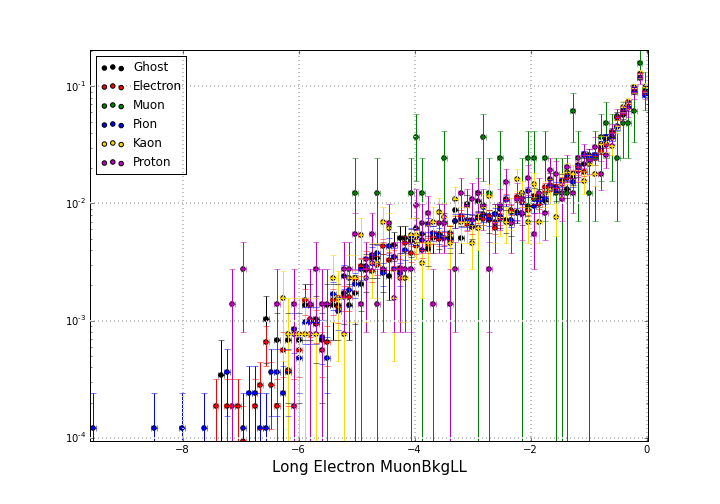 10⁻¹
10⁻²
10⁻³
10⁻⁴
Ghost
Electron
Muon
Pion
Kaon
Proton
−8 −6 −4 −2 0
Long Electron MuonBkgLL